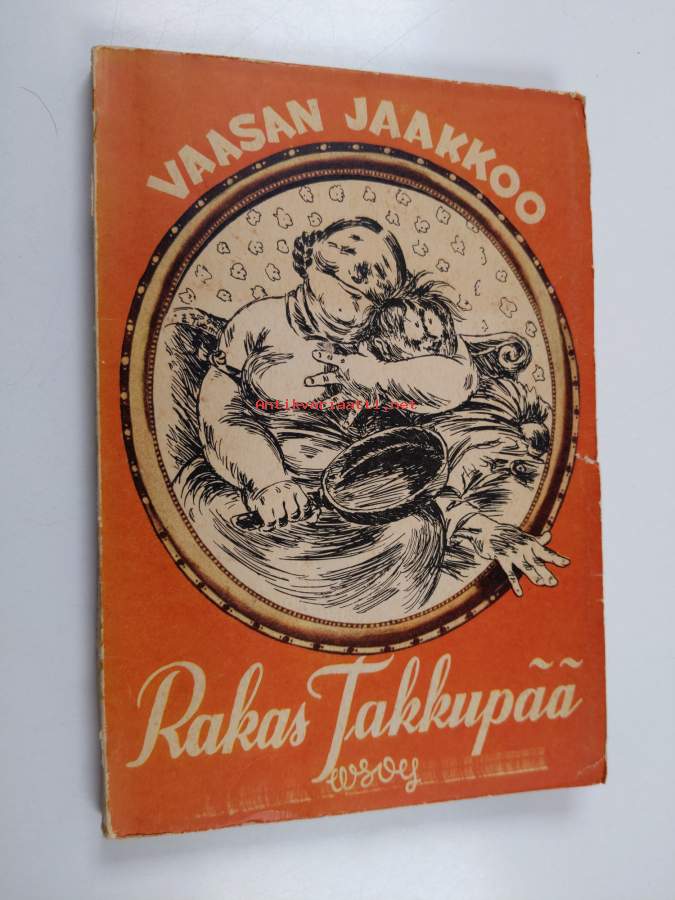 VAASAN JAAKKOO
Antikvariaatti.net
Rakas Takkupää
wsoy